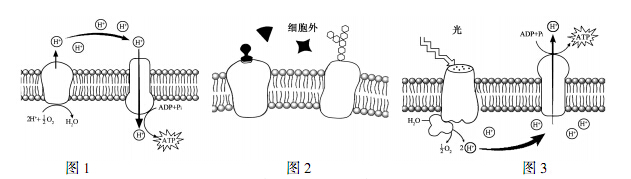 H⁺
H⁺
H⁺
H⁺
H⁺
2H⁺+½O₂
H₂O
ADP+Pᵢ
H⁺
ATP
图 1
细胞外
图 2
光
H₂O
½O₂
2H⁺
H⁺
H⁺
H⁺
H⁺
ADP+Pᵢ
H⁺
ATP
图 3